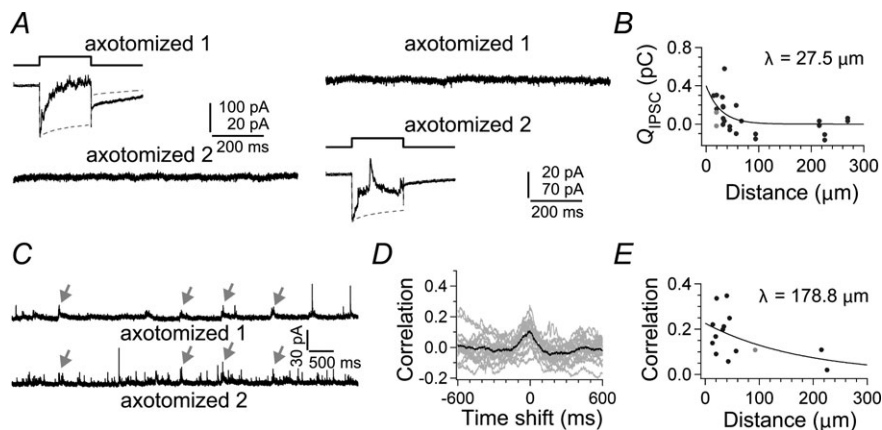 A
axotomized 1
100 pA
20 pA
200 ms
axotomized 2
axotomized 1
axotomized 2
20 pA
70 pA
200 ms
B
0.8
0.4
0.0
QIPSC (pC)
λ = 27.5 µm
0 100 200 300
Distance (µm)
C
axotomized 1
30 pA
500 ms
axotomized 2
D
Correlation
0.4
0.2
0.0
-0.2
-600 0 600
Time shift (ms)
E
Correlation
0.4
0.2
0.0
λ = 178.8 µm
0 100 200 300
Distance (µm)